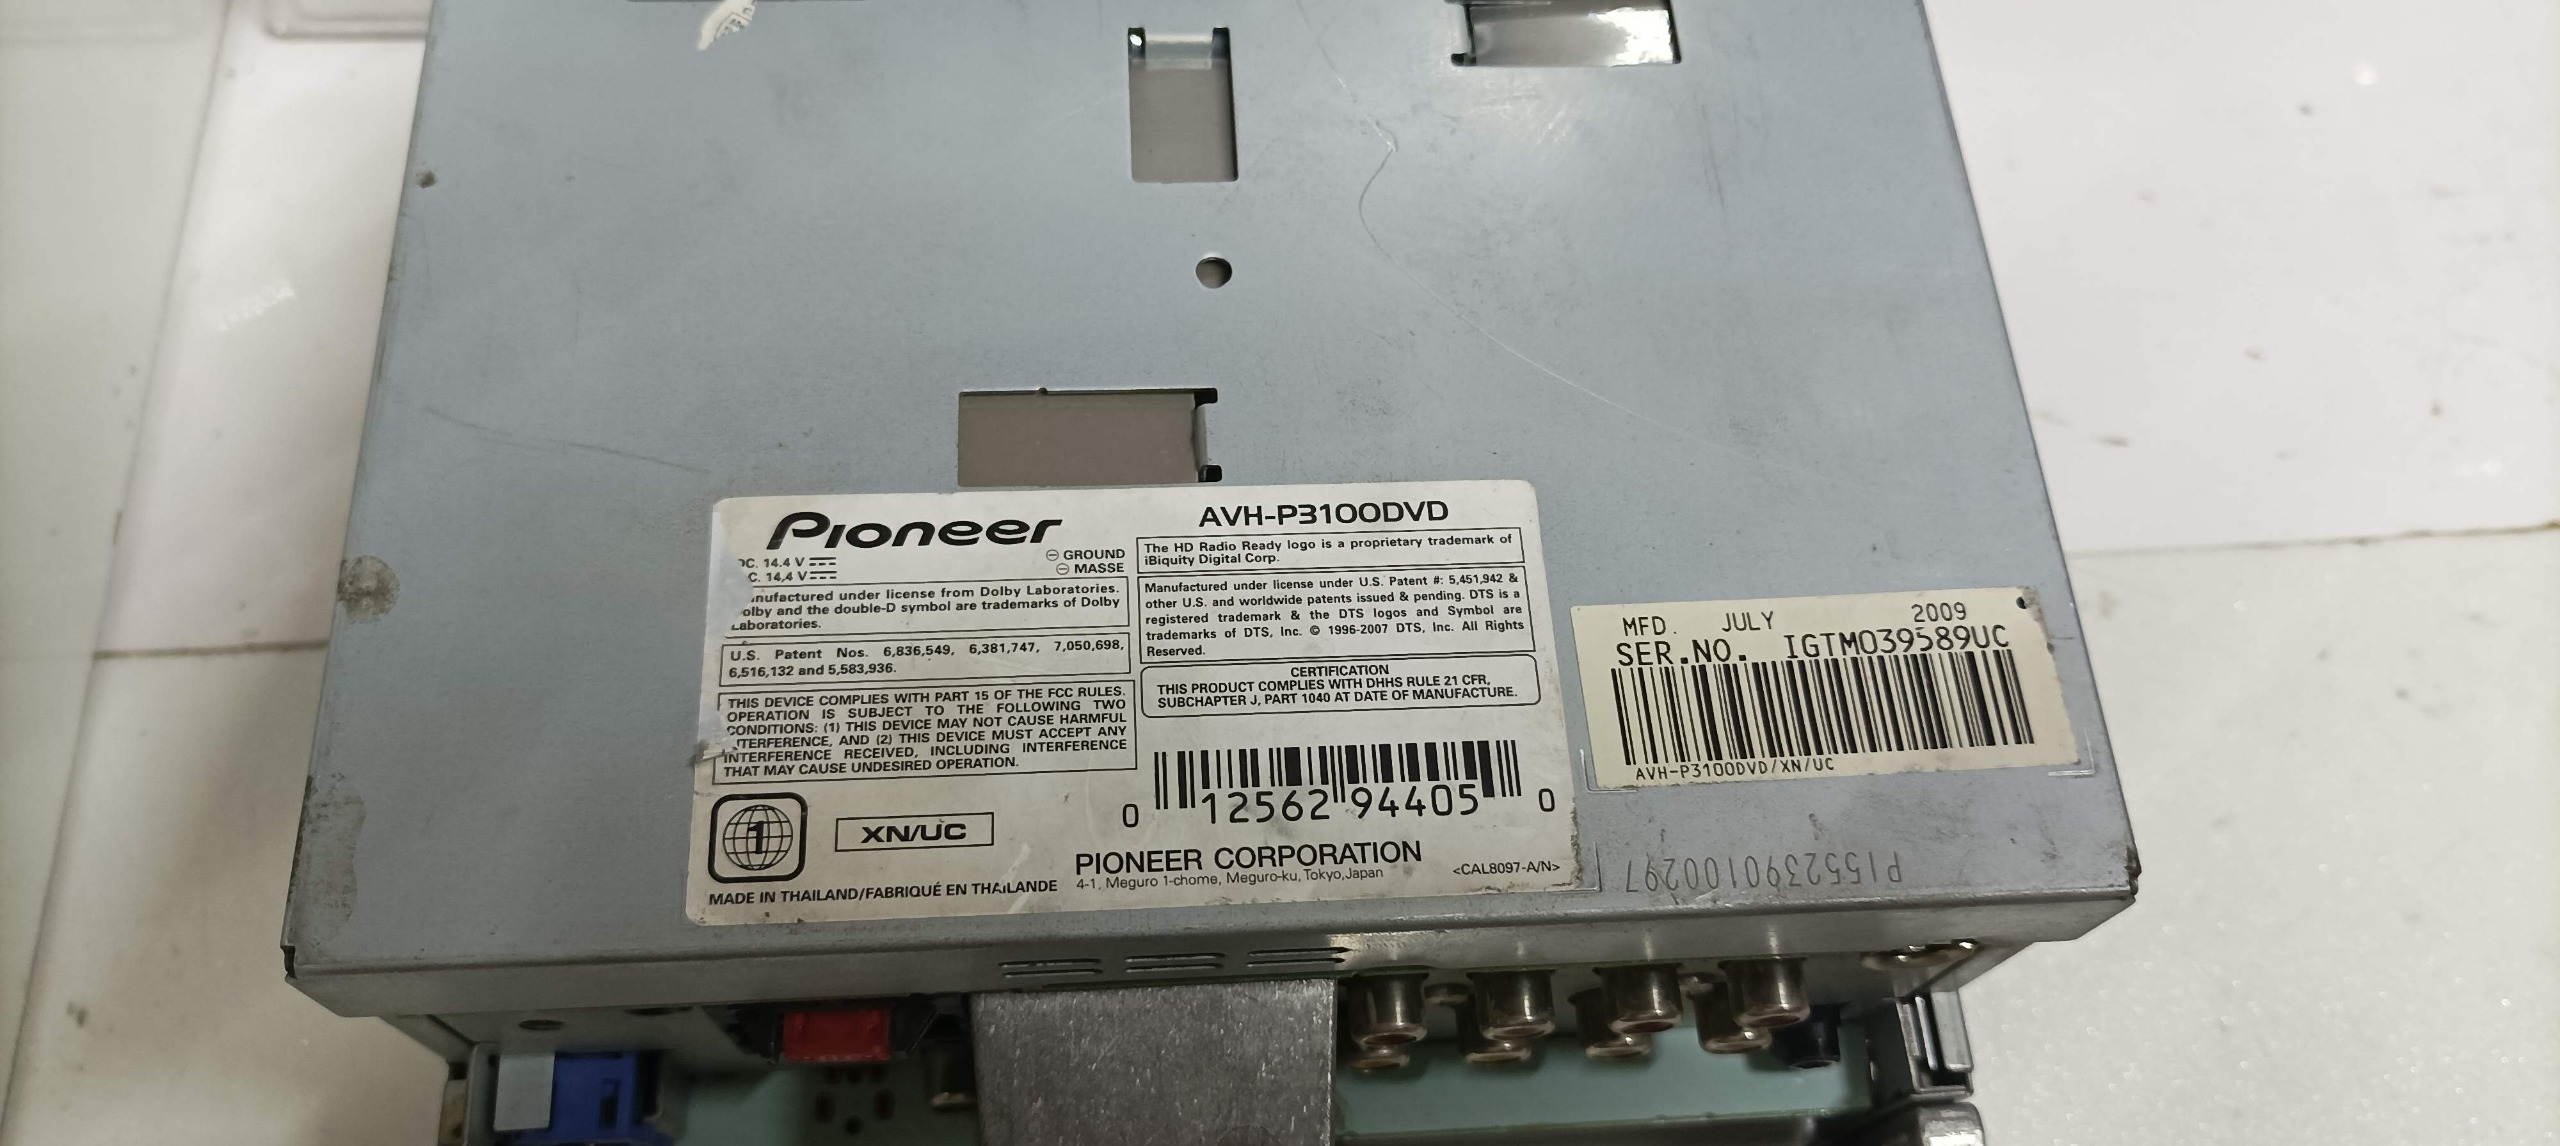 Pioneer
C. 14.4 V
C. 14.4 V
GROUND
MASSE
nufactured under license from Dolby Laboratories.
olby and the double-D symbol are trademarks of Dolby
Laboratories.
U.S. Patent Nos. 6,836,549, 6,381,747, 7,050,698,
6,516,132 and 5,583,936.
THIS DEVICE COMPLIES WITH PART 15 OF THE FCC RULES.
OPERATION IS SUBJECT TO THE FOLLOWING TWO
CONDITIONS: (1) THIS DEVICE MAY NOT CAUSE HARMFUL
TERFERENCE, AND (2) THIS DEVICE MUST ACCEPT ANY
INTERFERENCE RECEIVED, INCLUDING INTERFERENCE
THAT MAY CAUSE UNDESIRED OPERATION.
1
XN/UC
MADE IN THAILAND/FABRIQUÉ EN THAILANDE
AVH-P3100DVD
The HD Radio Ready logo is a proprietary trademark of
iBiquity Digital Corp.
Manufactured under license under U.S. Patent #: 5,451,942 &
other U.S. and worldwide patents issued & pending. DTS is a
registered trademark & the DTS logos and Symbol are
trademarks of DTS, Inc. © 1996-2007 DTS, Inc. All Rights
Reserved.
CERTIFICATION
THIS PRODUCT COMPLIES WITH DHHS RULE 21 CFR,
SUBCHAPTER J, PART 1040 AT DATE OF MANUFACTURE.
0 12562 94405 0
PIONEER CORPORATION
4-1, Meguro 1-chome, Meguro-ku, Tokyo, Japan
<CAL8097-A/N>
MFD. JULY 2009
SER.NO. IGTM039589UC
AVH-P3100DVD/XN/UC
P1552390100297